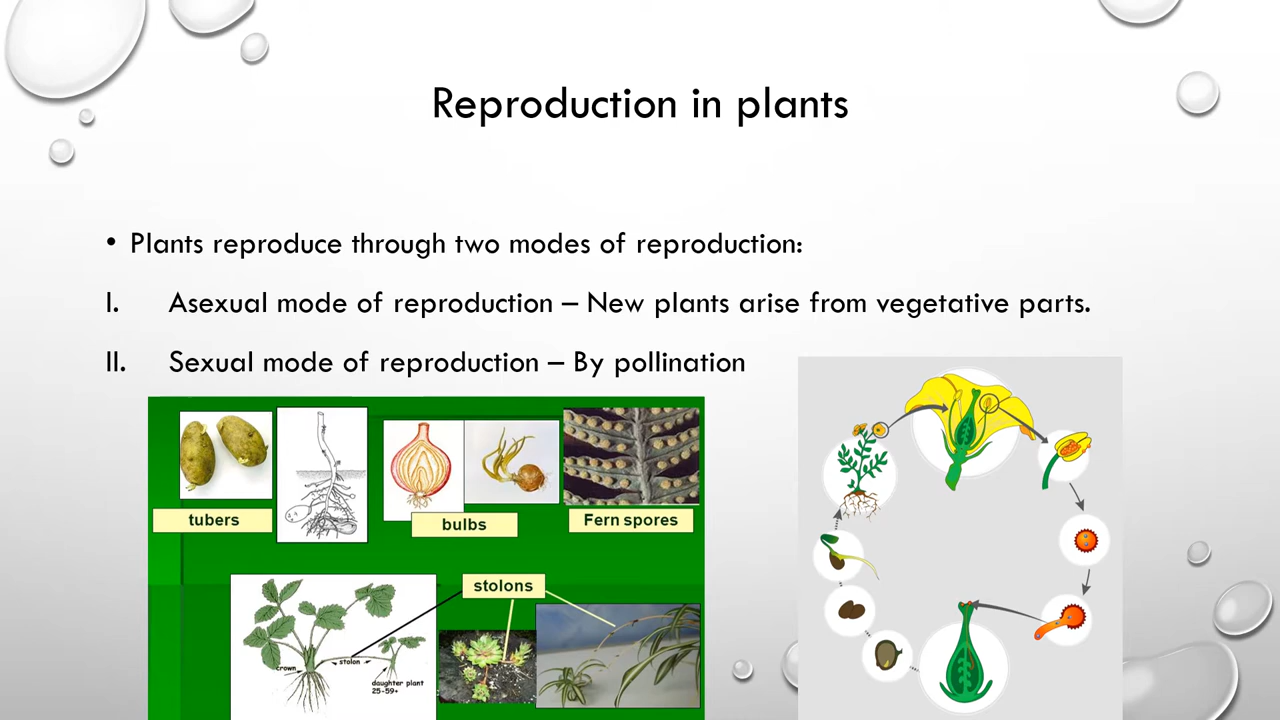 Reproduction in plants
• Plants reproduce through two modes of reproduction:
I. Asexual mode of reproduction – New plants arise from vegetative parts.
II. Sexual mode of reproduction – By pollination
tubers
bulbs
Fern spores
stolons
crown
stolon
daughter plant
25-59+